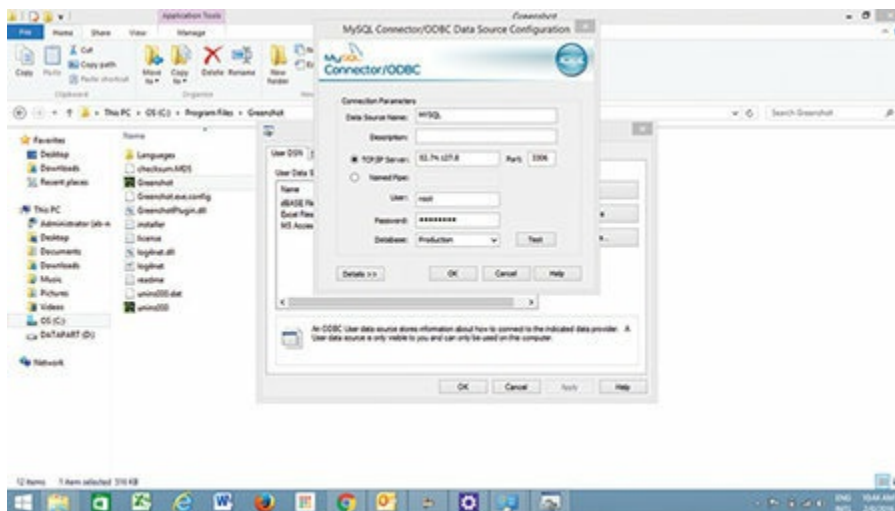 Application Tools
Greenshot
File Home Share View Manage
Copy
Paste
Cut
Copy path
Paste shortcut
Move to
Copy to
Delete
Rename
New folder
Clipboard
Organize
This PC
OS (C:)
Program Files
Greenshot
Search Greenshot
Favorites
Desktop
Downloads
Recent places
This PC
Desktop
Documents
Downloads
Music
Pictures
Videos
OS (C:)
DATAPART (D:)
Network
Name
Languages
checksum.MD5
Greenshot
Greenshot.exe.config
GreenshotPlugin.dll
installer
license
log4net.dll
log4net
readme
unins000.dat
unins000
MySQL Connector/ODBC Data Source Configuration
MySQL
Connector/ODBC
Connection Parameters
Data Source Name: MYSQL
Description:
TCP/IP Server:
Port: 3306
Named Pipe:
User: root
Password:
Database: Production
Test
Details >>
OK
Cancel
Help
User DSN
User Data S
Name
dBASE
Excel Files
MS Access
An ODBC User data source stores information about how to connect to the indicated data provider. A
User data source is only visible to you and can only be used on this computer.
OK
Cancel
Apply
Help
12 items 1 item selected 516 KB
ENG
INTL